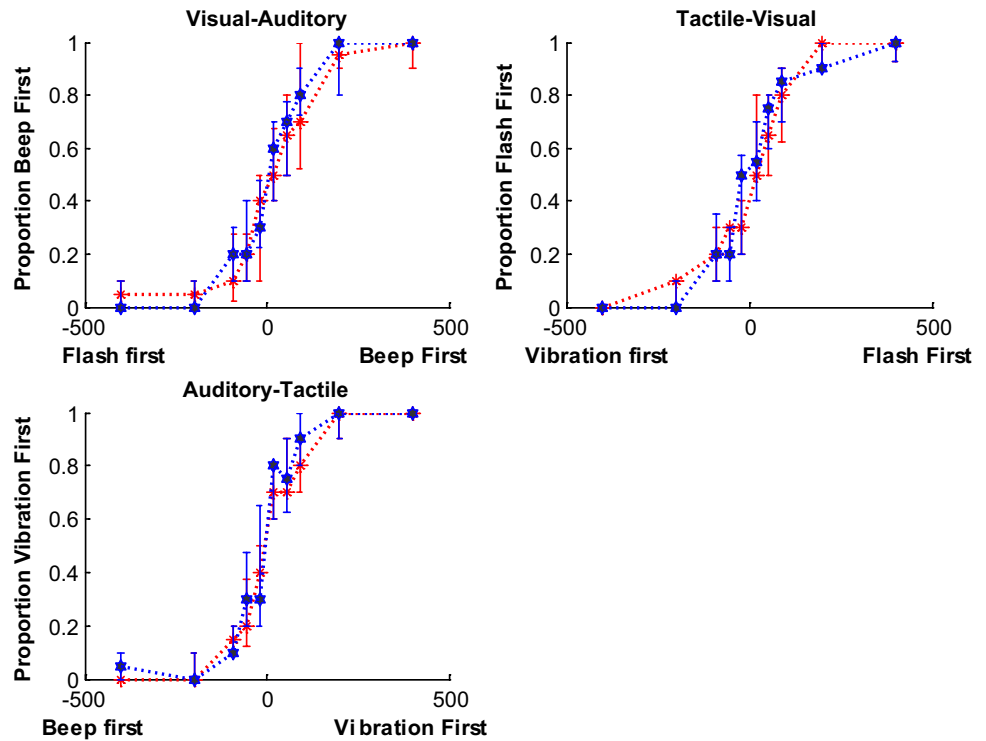 Visual-Auditory
Proportion Beep First
1
0.8
0.6
0.4
0.2
0
-500 0 500
Flash first Beep First
Tactile-Visual
Proportion Flash First
1
0.8
0.6
0.4
0.2
0
-500 0 500
Vibration first Flash First
Auditory-Tactile
Proportion Vibration First
1
0.8
0.6
0.4
0.2
0
-500 0 500
Beep first Vibration First